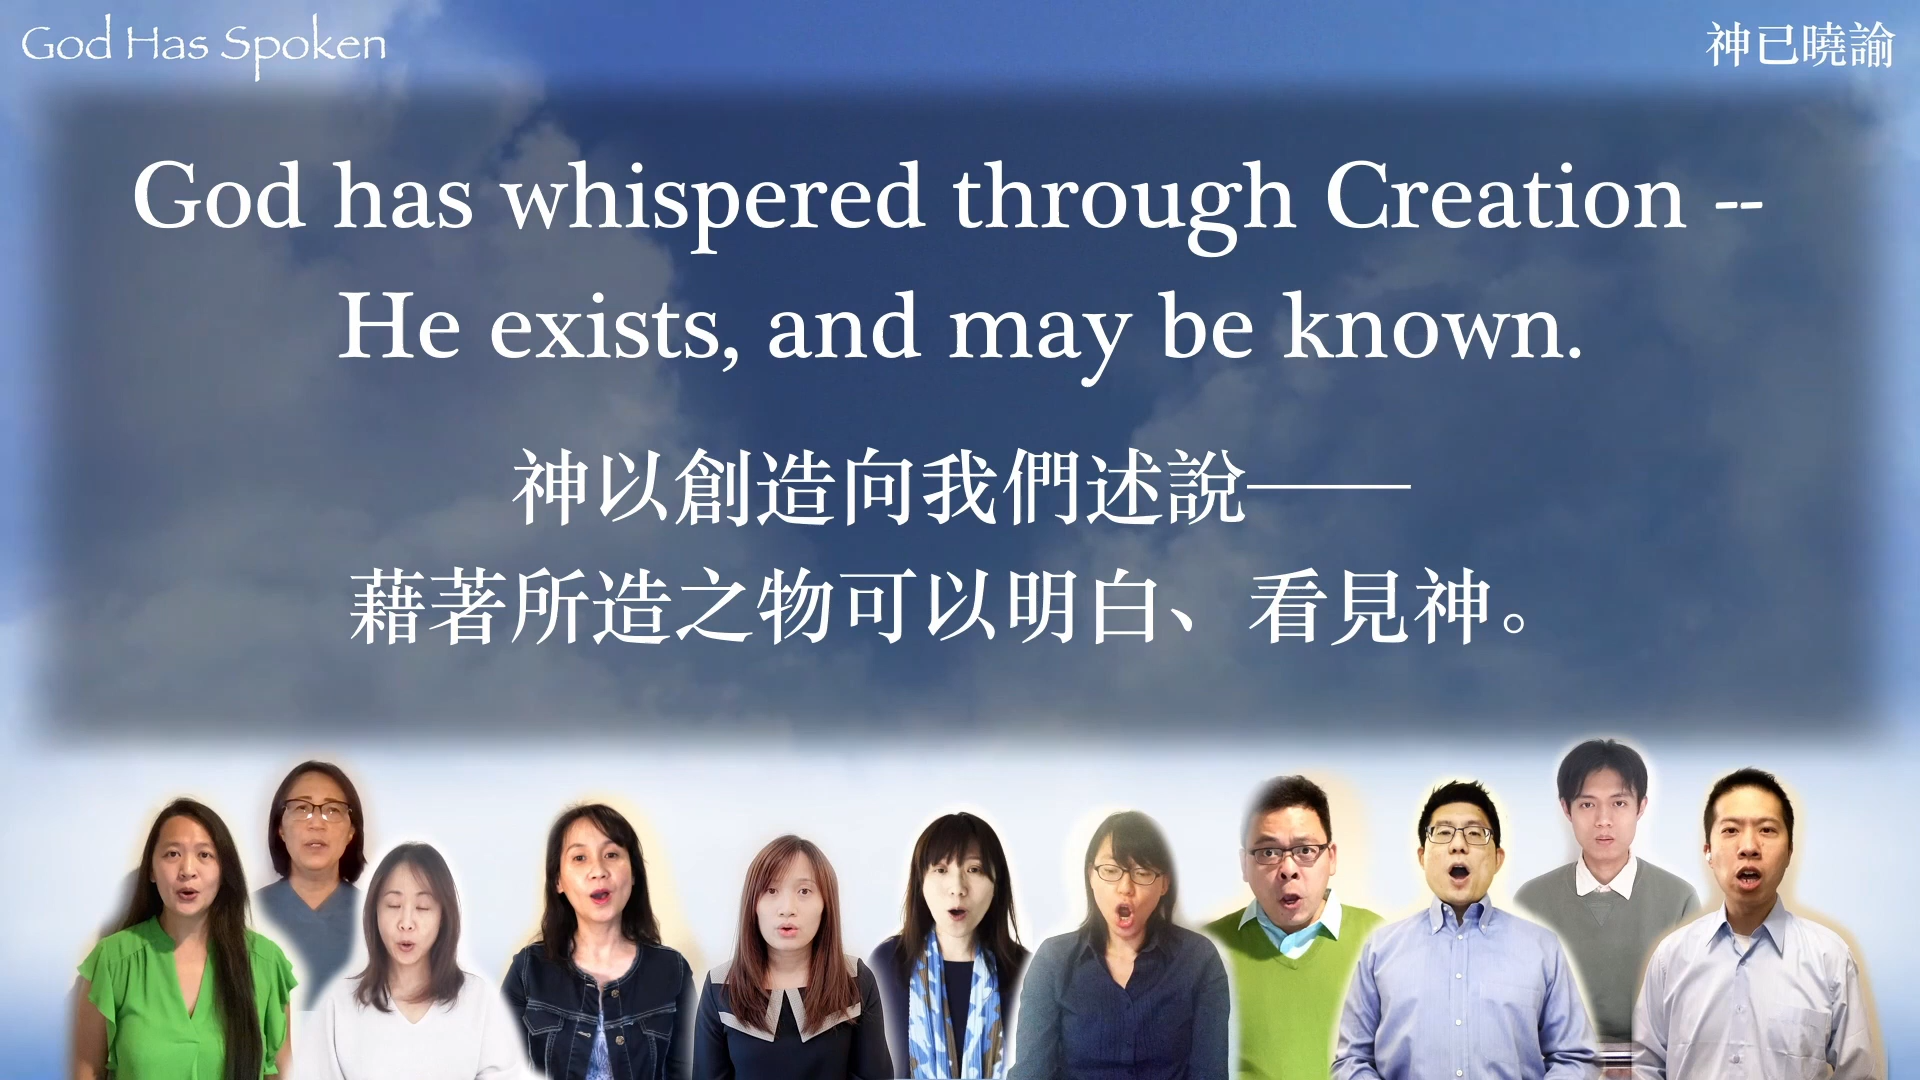 God Has Spoken
神已曉諭
God has whispered through Creation --
He exists, and may be known.
神以創造向我們述說——
藉著所造之物可以明白、看見神。